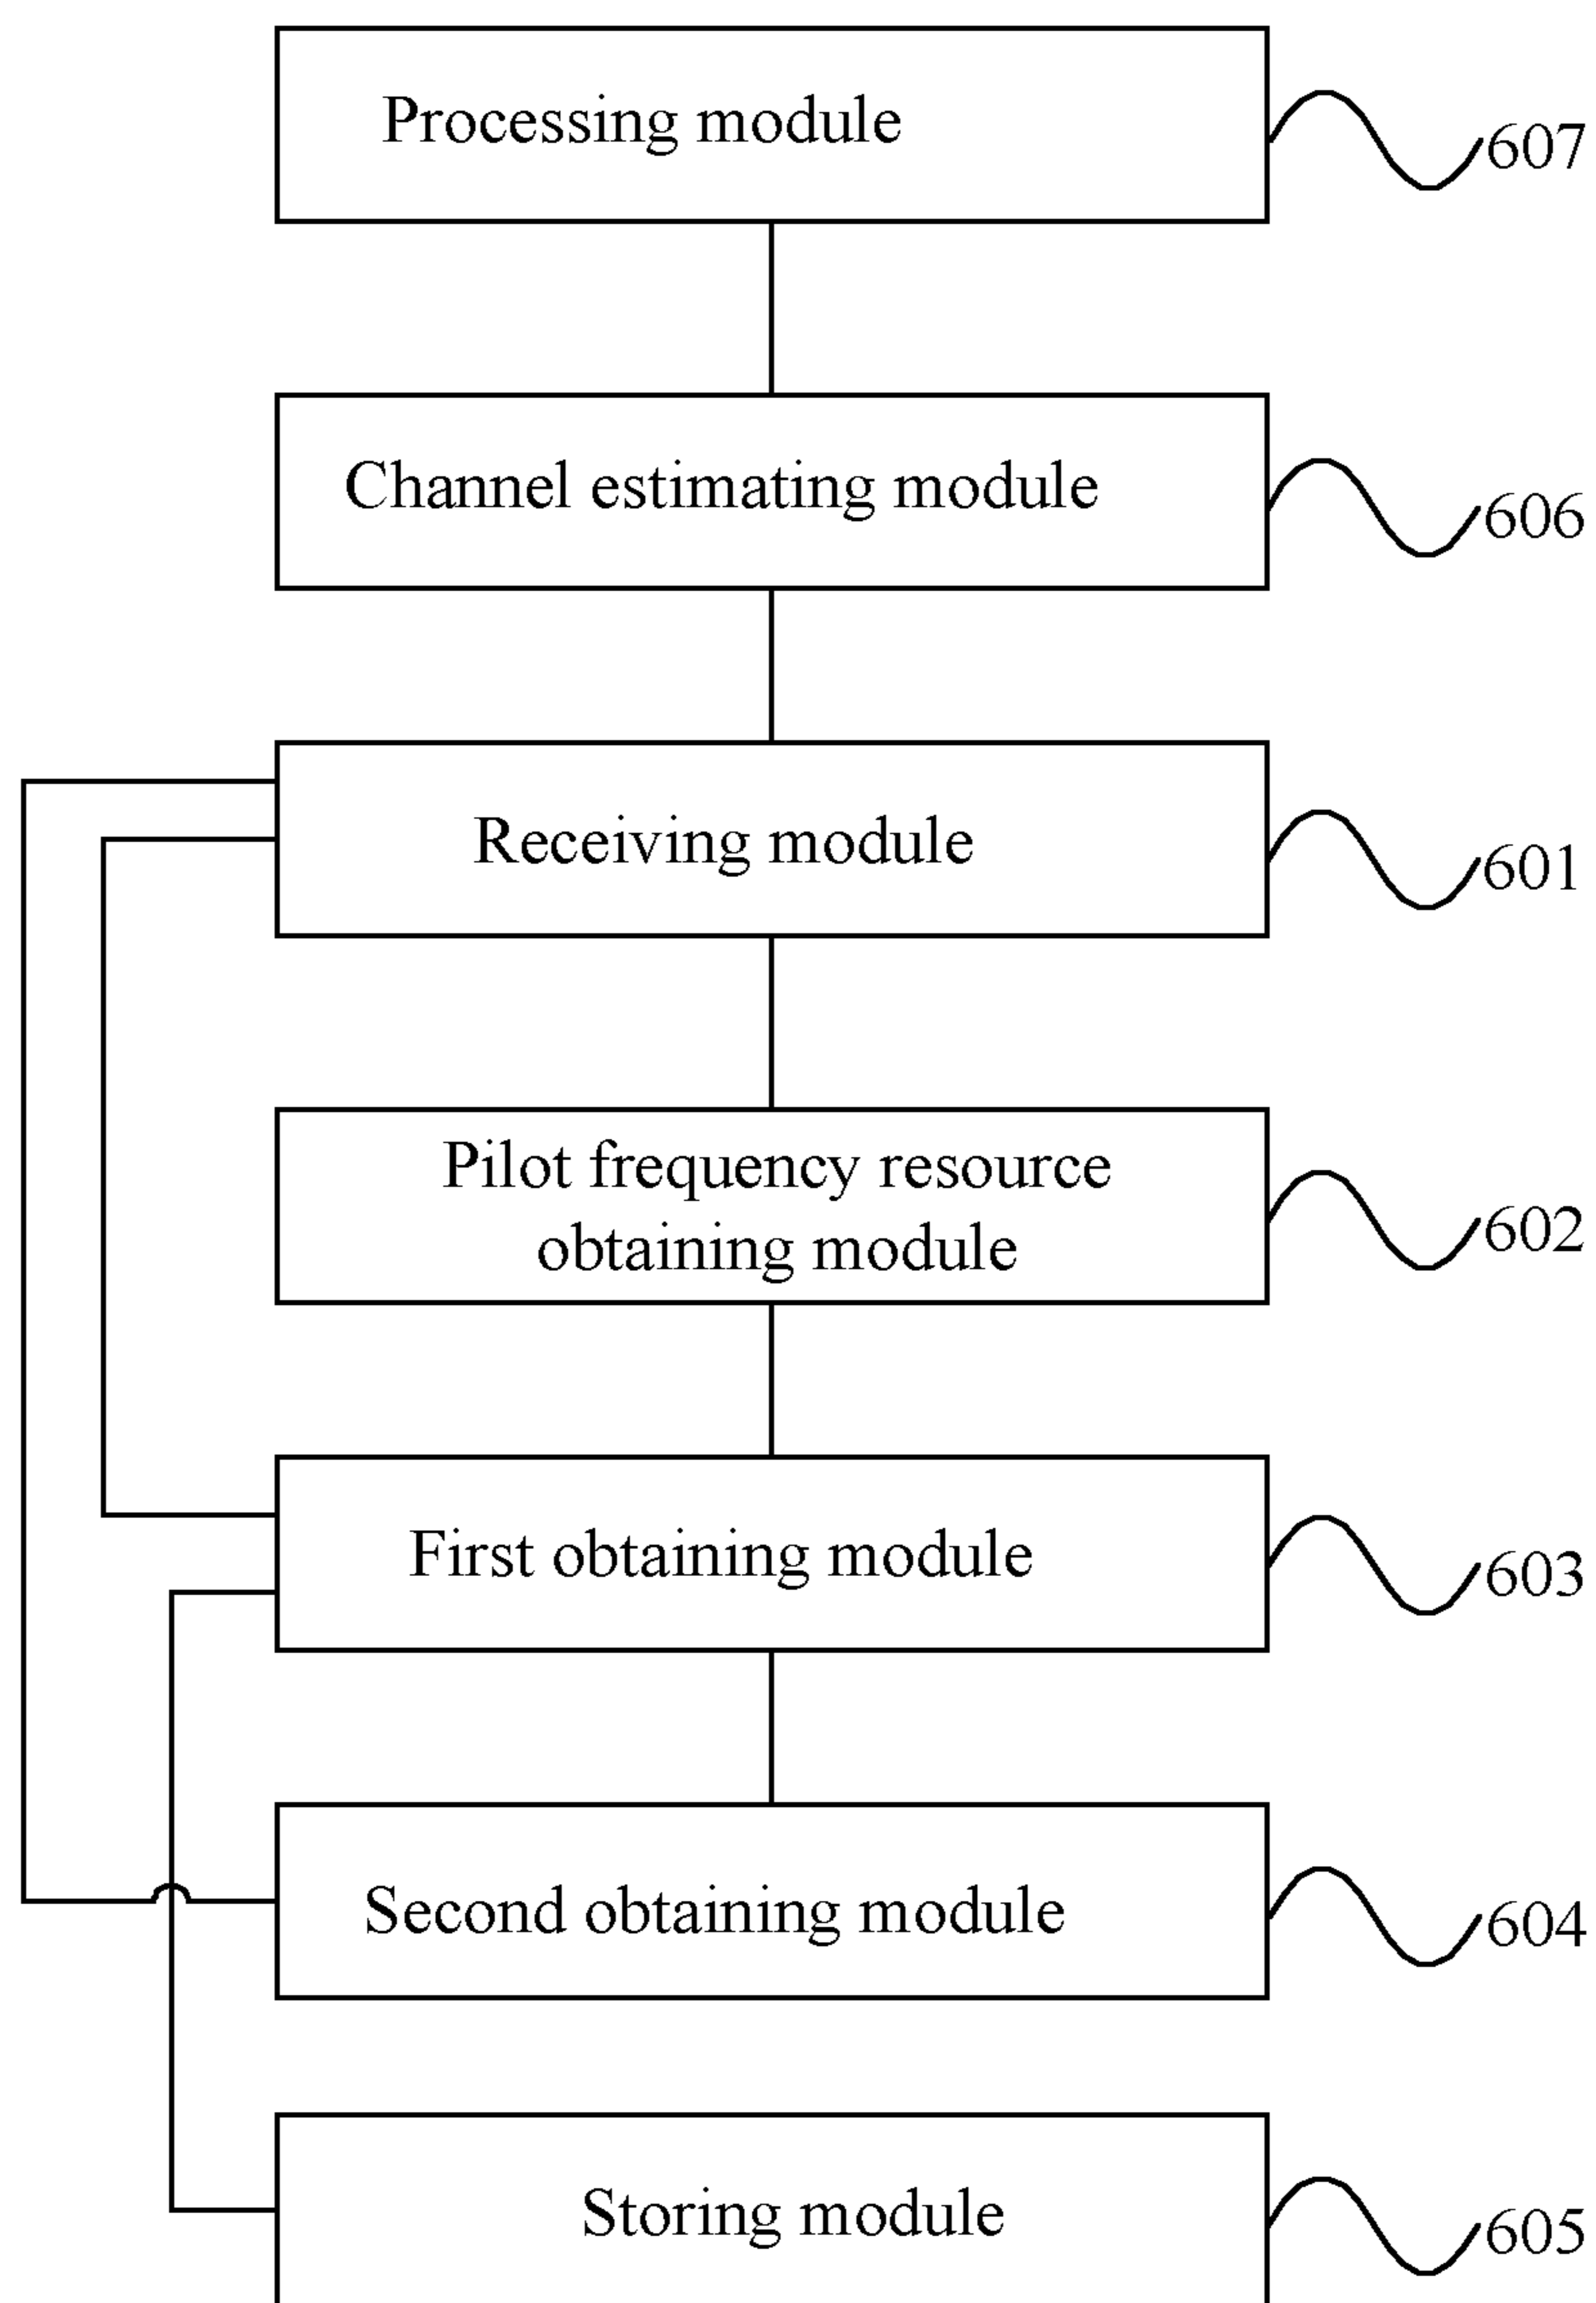 Processing module
607
Channel estimating module
606
Receiving module
601
Pilot frequency resource
obtaining module
602
First obtaining module
603
Second obtaining module
604
Storing module
605